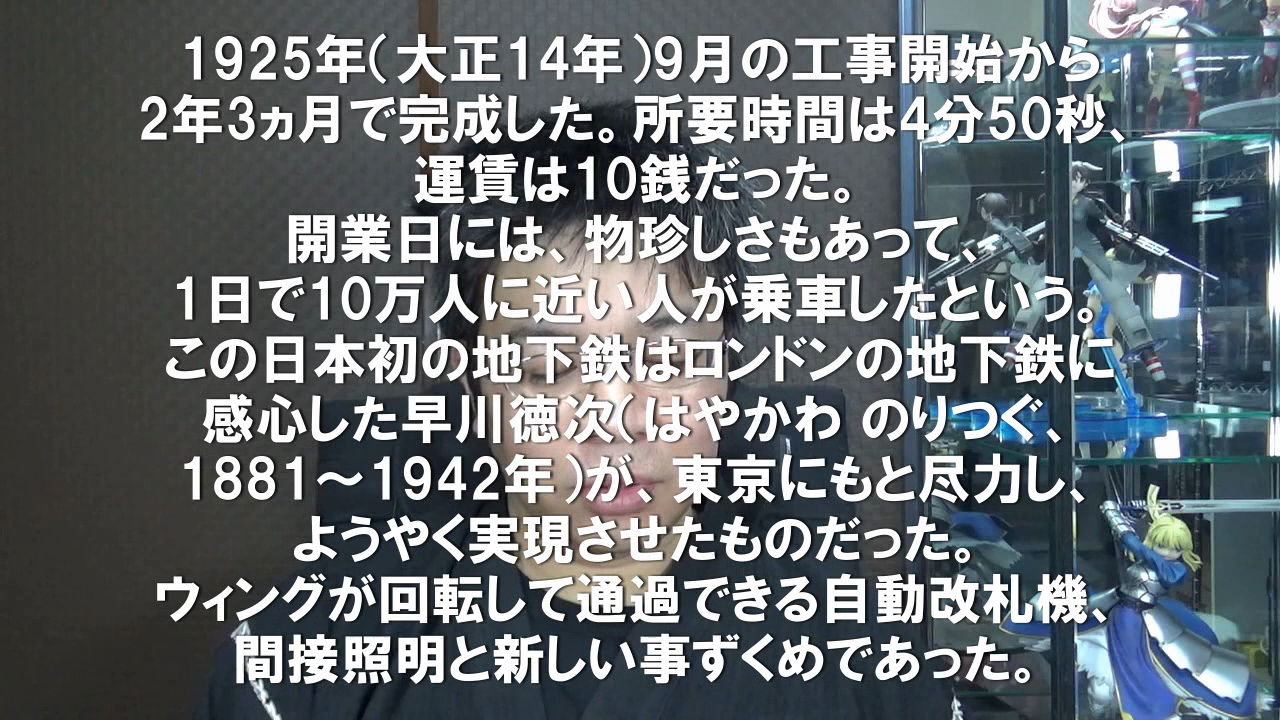 1925年(大正14年)9月の工事開始から
2年3ヵ月で完成した。所要時間は4分50秒、
運賃は10銭だった。
開業日には、物珍しさもあって、
1日で10万人に近い人が乗車したという。
この日本初の地下鉄はロンドンの地下鉄に
感心した早川徳次(はやかわ のりつぐ、
1881～1942年)が、東京にもと尽力し、
ようやく実現させたものだった。
ウィングが回転して通過できる自動改札機、
間接照明と新しい事ずくめであった。